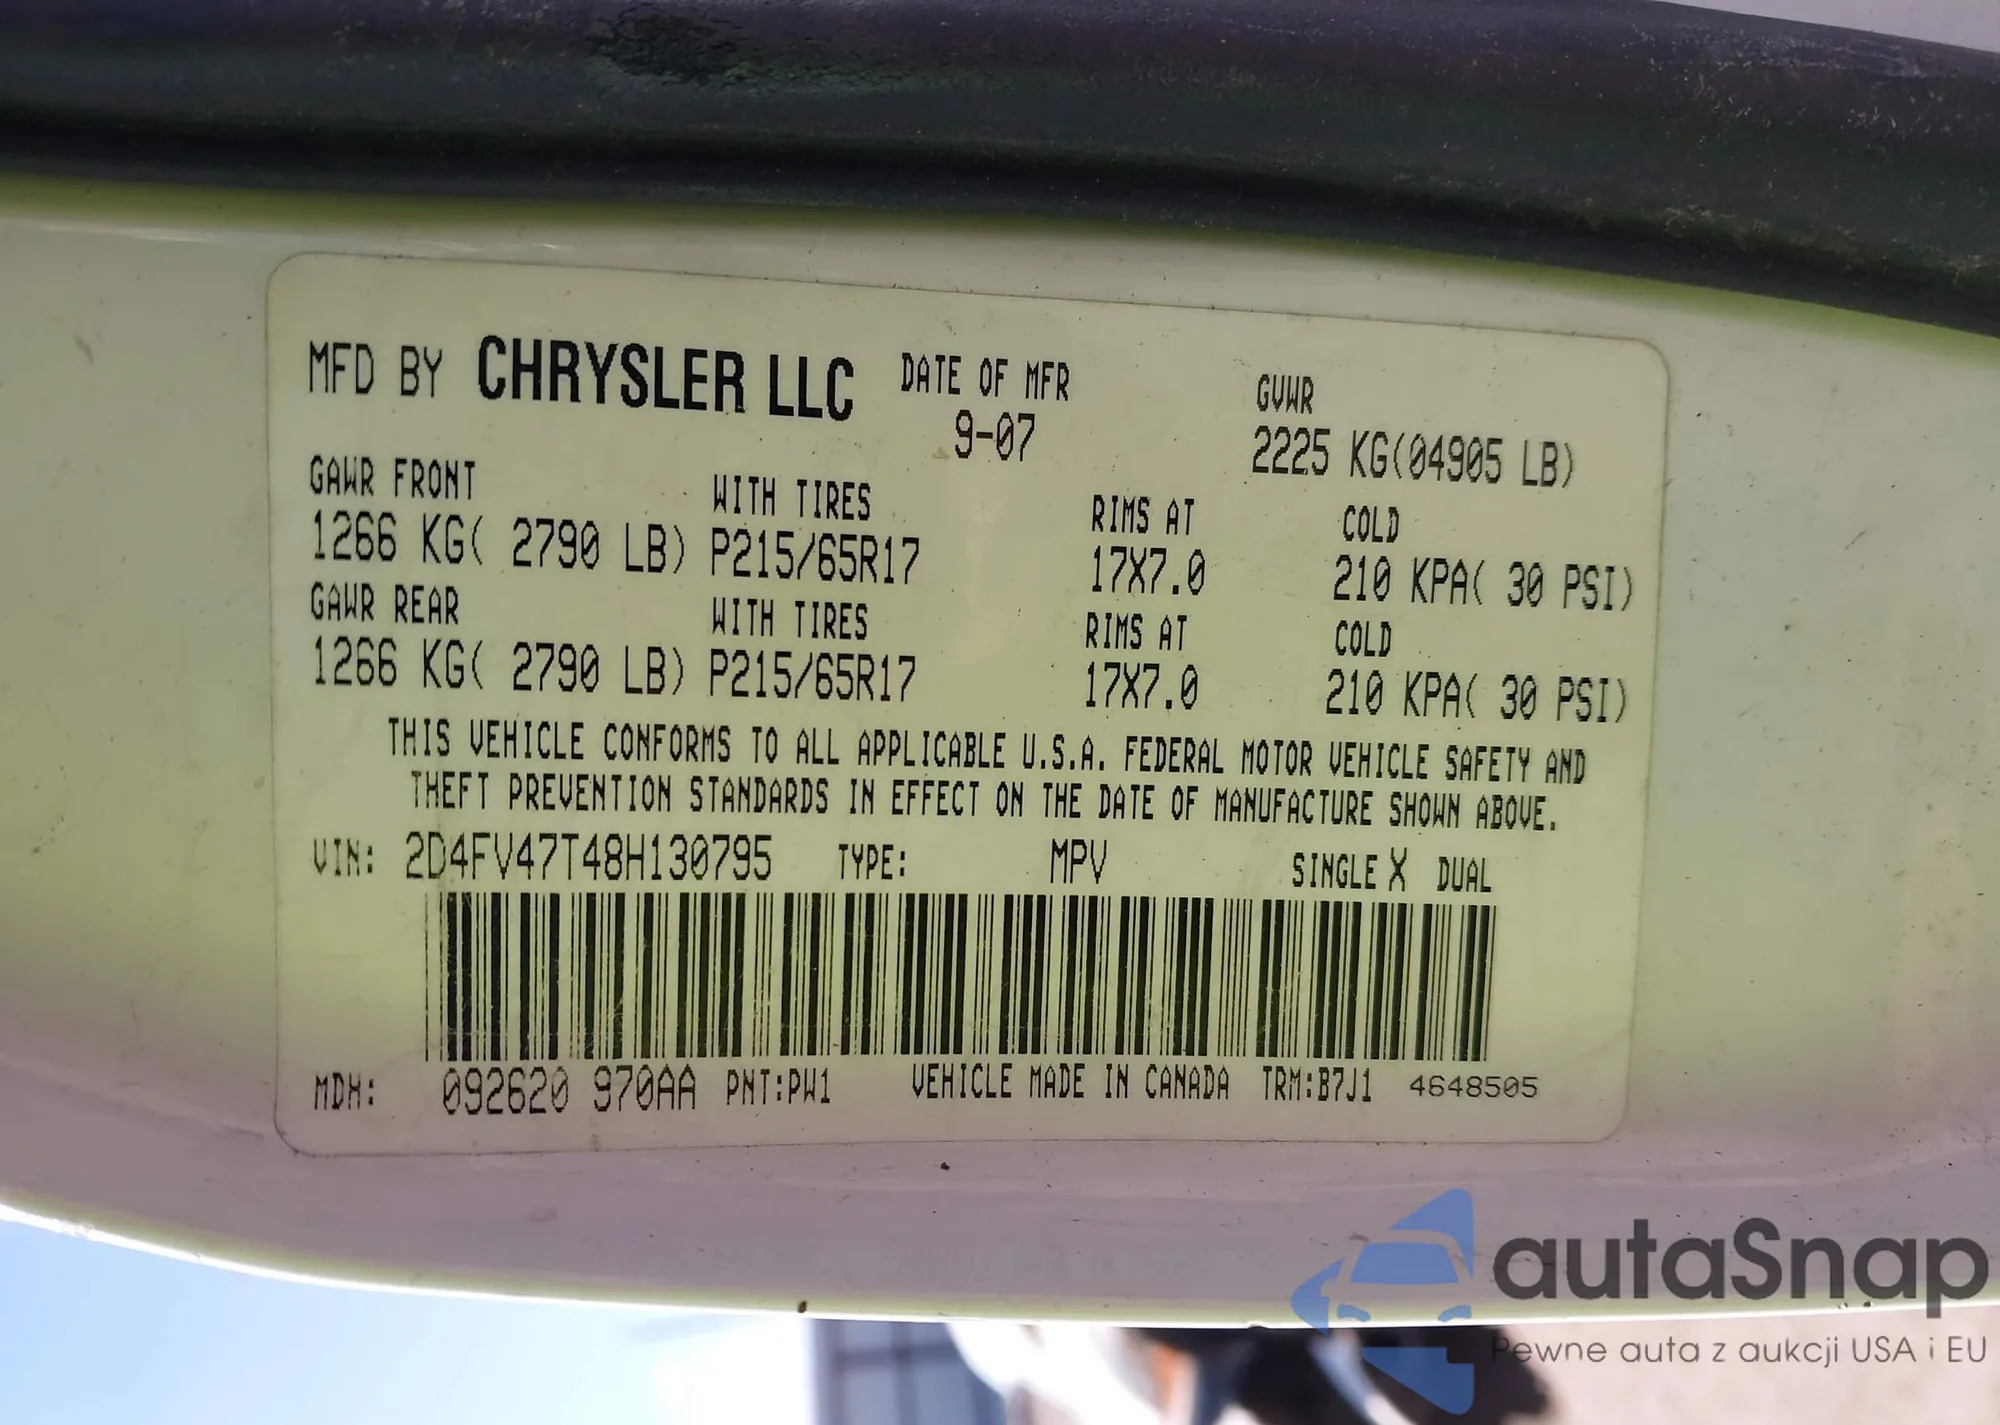 MFD BY CHRYSLER LLC DATE OF MFR GVWR
9-07 2225 KG(04905 LB)
GAWR FRONT WITH TIRES RIMS AT COLD
1266 KG( 2790 LB) P215/65R17 17X7.0 210 KPA( 30 PSI)
GAWR REAR WITH TIRES RIMS AT COLD
1266 KG( 2790 LB) P215/65R17 17X7.0 210 KPA( 30 PSI)
THIS VEHICLE CONFORMS TO ALL APPLICABLE U.S.A. FEDERAL MOTOR VEHICLE SAFETY AND
THEFT PREVENTION STANDARDS IN EFFECT ON THE DATE OF MANUFACTURE SHOWN ABOVE.
VIN: 2D4FV47T48H130795 TYPE: MPV SINGLE X DUAL
MDH: 092620 970AA PNT:PW1 VEHICLE MADE IN CANADA TRM:B7J1 4648505
autaSnap
Pewne auta z aukcji USA i EU